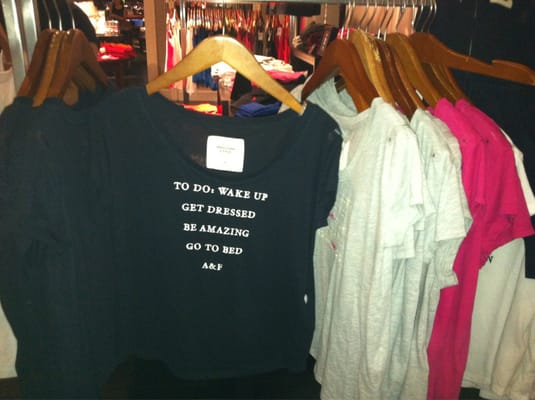 TO DO: WAKE UP
GET DRESSED
BE AMAZING
GO TO BED
A&F